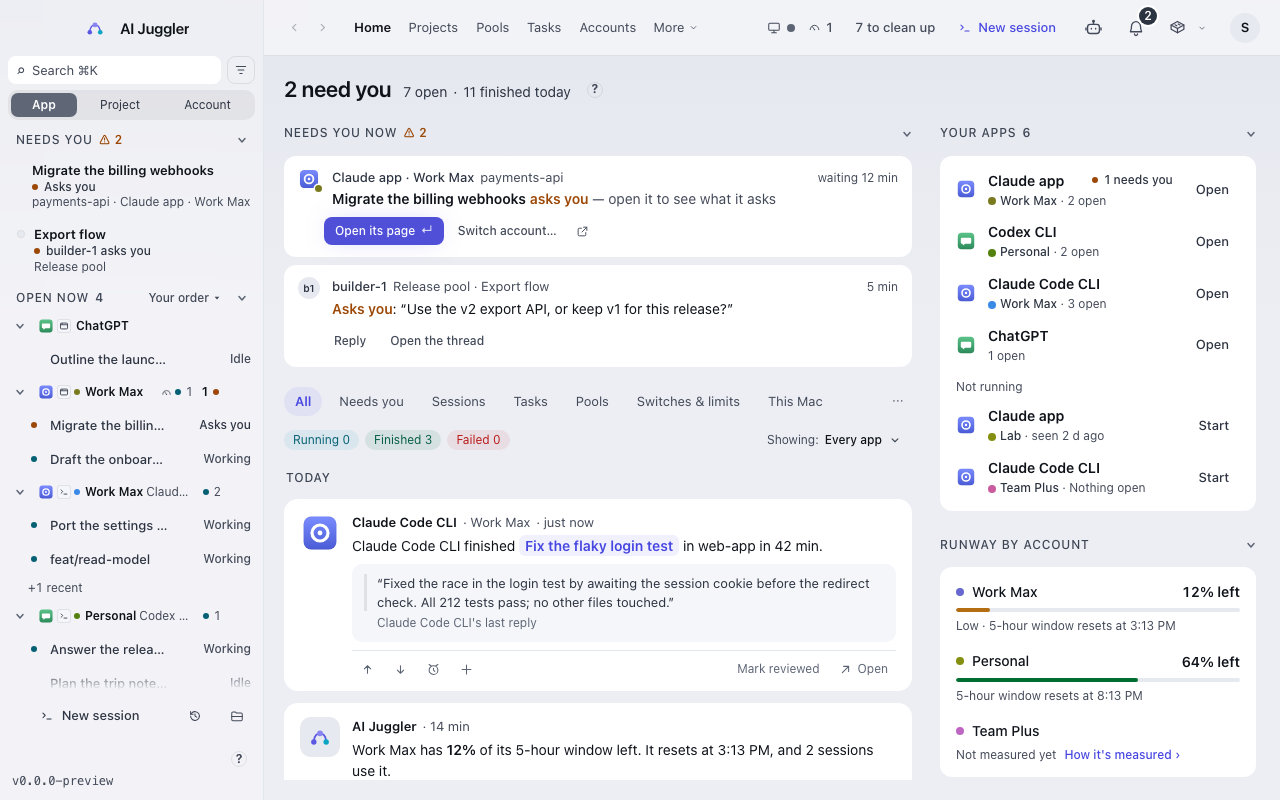 AI Juggler
Search ⌘K
App Project Account
NEEDS YOU 2
Migrate the billing webhooks
Asks you
payments-api · Claude app · Work Max
Export flow
builder-1 asks you
Release pool
OPEN NOW 4 Your order
ChatGPT
Outline the launc... Idle
Work Max 1 1
Migrate the billin... Asks you
Draft the onboar... Working
Work Max Claud... 2
Port the settings ... Working
feat/read-model Working
+1 recent
Personal Codex ... 1
Answer the relea... Working
Plan the trip note... Idle
New session
?
v0.0.0-preview
Home Projects Pools Tasks Accounts More 1 7 to clean up New session 2 S
2 need you 7 open · 11 finished today ?
NEEDS YOU NOW 2
Claude app · Work Max payments-api waiting 12 min
Migrate the billing webhooks asks you — open it to see what it asks
Open its page ↵ Switch account...
b1 builder-1 Release pool · Export flow 5 min
Asks you: “Use the v2 export API, or keep v1 for this release?”
Reply Open the thread
All Needs you Sessions Tasks Pools Switches & limits This Mac ...
Running 0 Finished 3 Failed 0 Showing: Every app
TODAY
Claude Code CLI · Work Max · just now
Claude Code CLI finished Fix the flaky login test in web-app in 42 min.
“Fixed the race in the login test by awaiting the session cookie before the redirect
check. All 212 tests pass; no other files touched.”
Claude Code CLI's last reply
Mark reviewed Open
AI Juggler · 14 min
Work Max has 12% of its 5-hour window left. It resets at 3:13 PM, and 2 sessions
use it.
YOUR APPS 6
Claude app 1 needs you Open
Work Max · 2 open
Codex CLI Open
Personal · 2 open
Claude Code CLI Open
Work Max · 3 open
ChatGPT Open
1 open
Not running
Claude app Start
Lab · seen 2 d ago
Claude Code CLI Start
Team Plus · Nothing open
RUNWAY BY ACCOUNT
Work Max 12% left
Low · 5-hour window resets at 3:13 PM
Personal 64% left
5-hour window resets at 8:13 PM
Team Plus
Not measured yet How it's measured ›